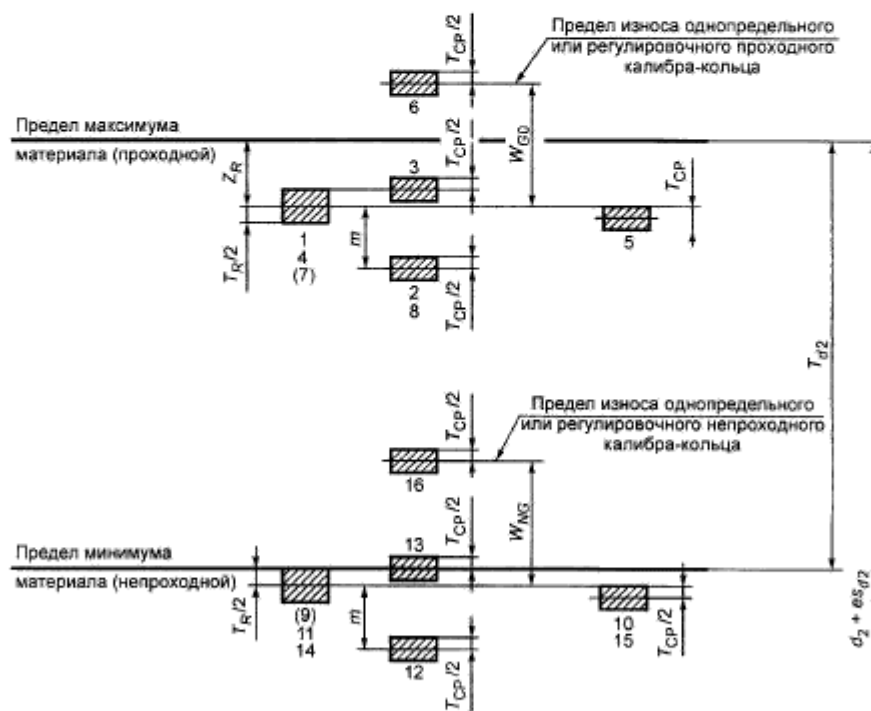 T_CP/2
Предел износа однопредельного
или регулировочного проходного
калибра-кольца
6
Предел максимума
материала (проходной)
Z_R
T_CP/2
W_GO
3
T_CP
1
4
(7)
T_R/2
m
2
8
T_CP/2
5
T_d2
T_CP/2
Предел износа однопредельного
или регулировочного непроходного
калибра-кольца
16
T_CP/2
W_NG
13
Предел минимума
материала (непроходной)
T_R/2
(9)
11
14
m
12
T_CP/2
10
15
T_CP/2
d_2 + es_d2